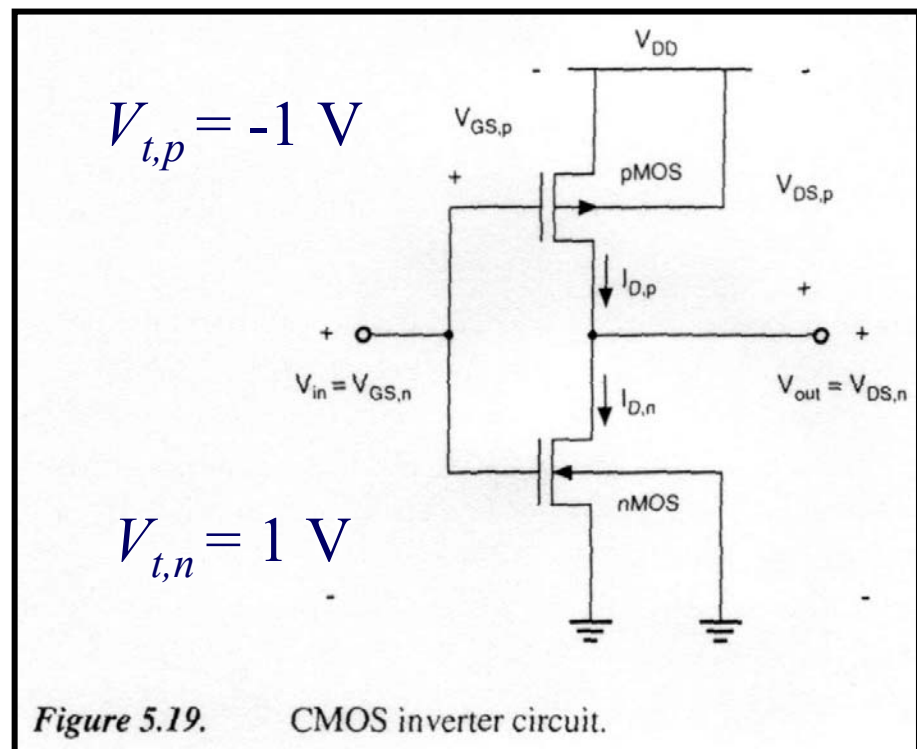 V_DD
-
-
V_t,p = -1 V
V_GS,p
+
pMOS
V_DS,p
I_D,p
+
+
+
V_in = V_GS,n
V_out = V_DS,n
I_D,n
nMOS
V_t,n = 1 V
-
-
Figure 5.19. CMOS inverter circuit.